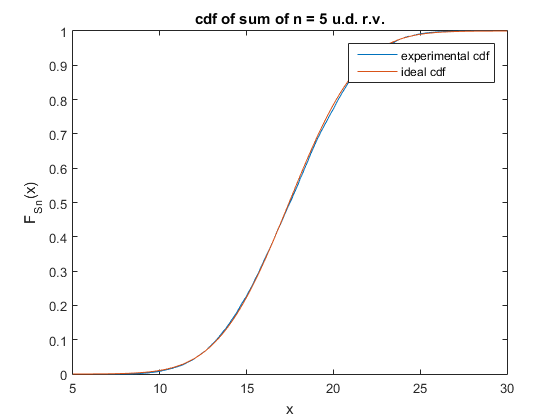 cdf of sum of n = 5 u.d. r.v.
1
0.9
0.8
0.7
0.6
0.5
0.4
0.3
0.2
0.1
0
F_Sn(x)
experimental cdf
ideal cdf
5 10 15 20 25 30
x